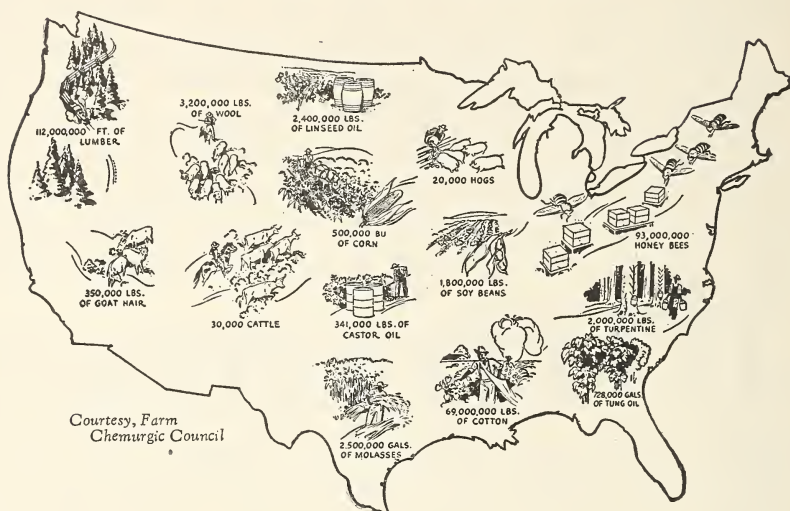 112,000,000 FT. OF
LUMBER
3,200,000 LBS.
OF WOOL
2,400,000 LBS.
OF LINSEED OIL
20,000 HOGS
500,000 BU
OF CORN
93,000,000
HONEY BEES
350,000 LBS.
OF GOAT HAIR
30,000 CATTLE
341,000 LBS. OF
CASTOR OIL
1,800,000 LBS.
OF SOY BEANS
2,000,000 LBS.
OF TURPENTINE
728,000 GALS.
OF TUNG OIL
69,000,000 LBS.
OF COTTON
2,500,000 GALS.
OF MOLASSES
Courtesy, Farm
Chemurgic Council